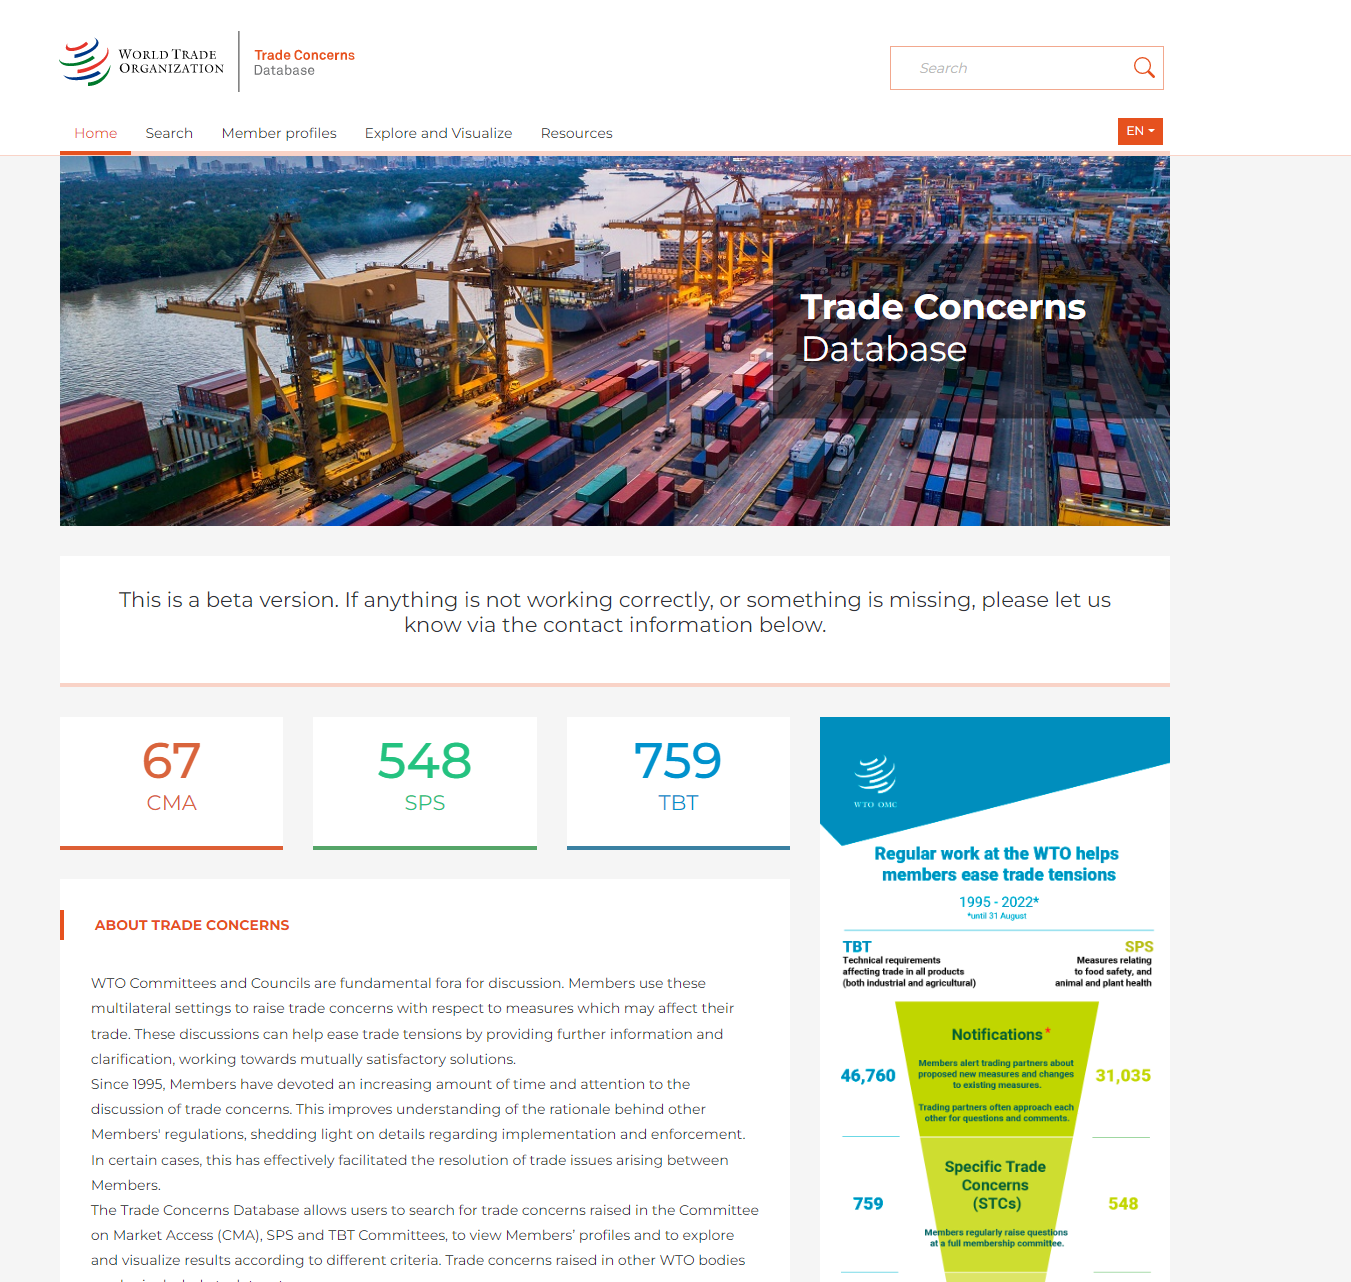 WORLD TRADE
ORGANIZATION
Trade Concerns
Database
Search
Home
Search
Member profiles
Explore and Visualize
Resources
EN
Trade Concerns
Database
This is a beta version. If anything is not working correctly, or something is missing, please let us
know via the contact information below.
67
CMA
548
SPS
759
TBT
ABOUT TRADE CONCERNS
WTO Committees and Councils are fundamental fora for discussion. Members use these
multilateral settings to raise trade concerns with respect to measures which may affect their
trade. These discussions can help ease trade tensions by providing further information and
clarification, working towards mutually satisfactory solutions.
Since 1995, Members have devoted an increasing amount of time and attention to the
discussion of trade concerns. This improves understanding of the rationale behind other
Members' regulations, shedding light on details regarding implementation and enforcement.
In certain cases, this has effectively facilitated the resolution of trade issues arising between
Members.
The Trade Concerns Database allows users to search for trade concerns raised in the Committee
on Market Access (CMA), SPS and TBT Committees, to view Members' profiles and to explore
and visualize results according to different criteria. Trade concerns raised in other WTO bodies
WTO OMC
Regular work at the WTO helps
members ease trade tensions
1995 - 2022*
*until 31 August
TBT
Technical requirements
affecting trade in all products
(both industrial and agricultural)
SPS
Measures relating
to food safety, and
animal and plant health
Notifications *
Members alert trading partners about
proposed new measures and changes
to existing measures.
Trading partners often approach each
other for questions and comments.
46,760
31,035
Specific Trade
Concerns
(STCs)
Members regularly raise questions
at a full membership committee.
759
548